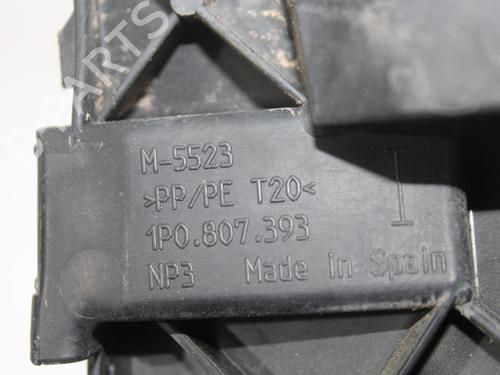 M-5523
>PP/PE T20<
1P0.807.393
NP3 Made in Spain